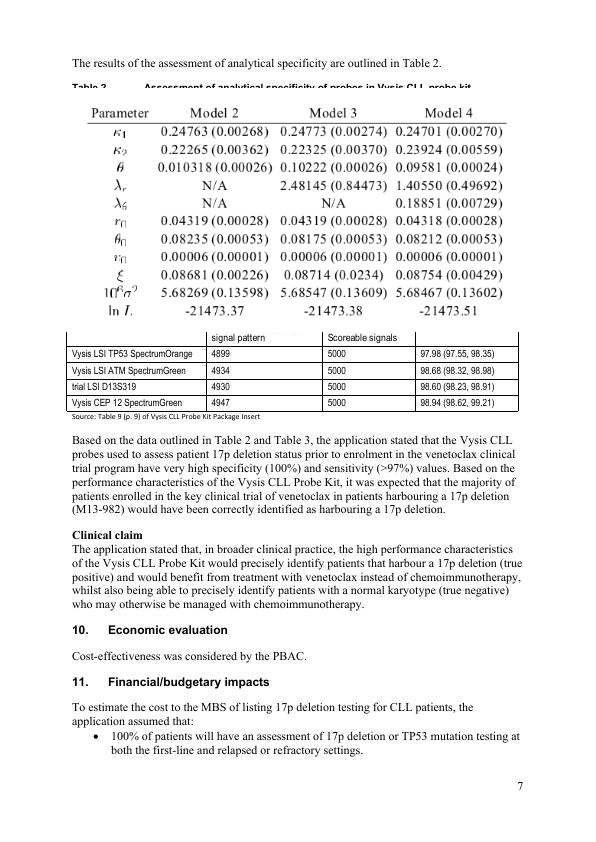 The results of the assessment of analytical specificity are outlined in Table 2.
Table 2 Assessment of analytical specificity of probes in Vysis CLL probe kit
Parameter Model 2 Model 3 Model 4
κ1 0.24763 (0.00268) 0.24773 (0.00274) 0.24701 (0.00270)
κ2 0.22265 (0.00362) 0.22325 (0.00370) 0.23924 (0.00559)
θ 0.010318 (0.00026) 0.10222 (0.00026) 0.09581 (0.00024)
λr N/A 2.48145 (0.84473) 1.40550 (0.49692)
λθ N/A N/A 0.18851 (0.00729)
r0 0.04319 (0.00028) 0.04319 (0.00028) 0.04318 (0.00028)
θ0 0.08235 (0.00053) 0.08175 (0.00053) 0.08212 (0.00053)
v0 0.00006 (0.00001) 0.00006 (0.00001) 0.00006 (0.00001)
ξ 0.08681 (0.00226) 0.08714 (0.0234) 0.08754 (0.00429)
10⁶σ² 5.68269 (0.13598) 5.68547 (0.13609) 5.68467 (0.13602)
ln L -21473.37 -21473.38 -21473.51
signal pattern Scoreable signals
Vysis LSI TP53 SpectrumOrange 4899 5000 97.98 (97.55, 98.35)
Vysis LSI ATM SpectrumGreen 4934 5000 98.68 (98.32, 98.98)
trial LSI D13S319 4930 5000 98.60 (98.23, 98.91)
Vysis CEP 12 SpectrumGreen 4947 5000 98.94 (98.62, 99.21)
Source: Table 9 (p. 9) of Vysis CLL Probe Kit Package Insert
Based on the data outlined in Table 2 and Table 3, the application stated that the Vysis CLL
probes used to assess patient 17p deletion status prior to enrolment in the venetoclax clinical
trial program have very high specificity (100%) and sensitivity (>97%) values. Based on the
performance characteristics of the Vysis CLL Probe Kit, it was expected that the majority of
patients enrolled in the key clinical trial of venetoclax in patients harbouring a 17p deletion
(M13-982) would have been correctly identified as harbouring a 17p deletion.
Clinical claim
The application stated that, in broader clinical practice, the high performance characteristics
of the Vysis CLL Probe Kit would precisely identify patients that harbour a 17p deletion (true
positive) and would benefit from treatment with venetoclax instead of chemoimmunotherapy,
whilst also being able to precisely identify patients with a normal karyotype (true negative)
who may otherwise be managed with chemoimmunotherapy.
10. Economic evaluation
Cost-effectiveness was considered by the PBAC.
11. Financial/budgetary impacts
To estimate the cost to the MBS of listing 17p deletion testing for CLL patients, the
application assumed that:
• 100% of patients will have an assessment of 17p deletion or TP53 mutation testing at
both the first-line and relapsed or refractory settings.
7